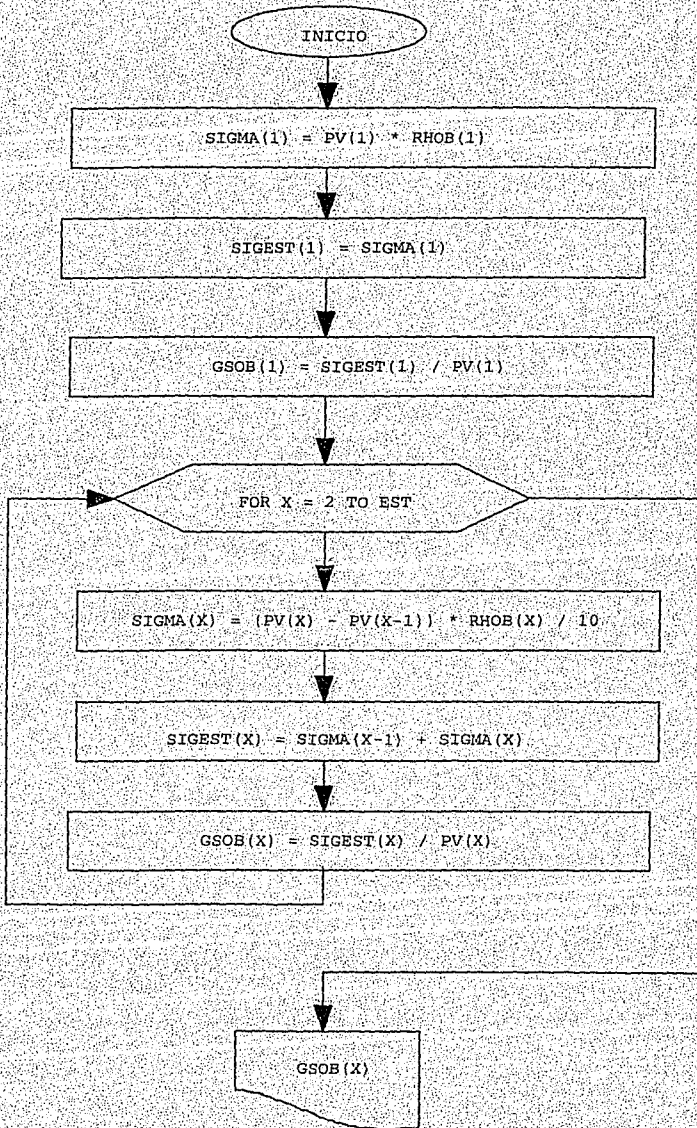 INICIO
SIGMA(1) = PV(1) * RHOB(1)
SIGEST(1) = SIGMA(1)
GSOB(1) = SIGEST(1) / PV(1)
FOR X = 2 TO EST
SIGMA(X) = (PV(X) - PV(X-1)) * RHOB(X) / 10
SIGEST(X) = SIGMA(X-1) + SIGMA(X)
GSOB(X) = SIGEST(X) / PV(X)
GSOB(X)